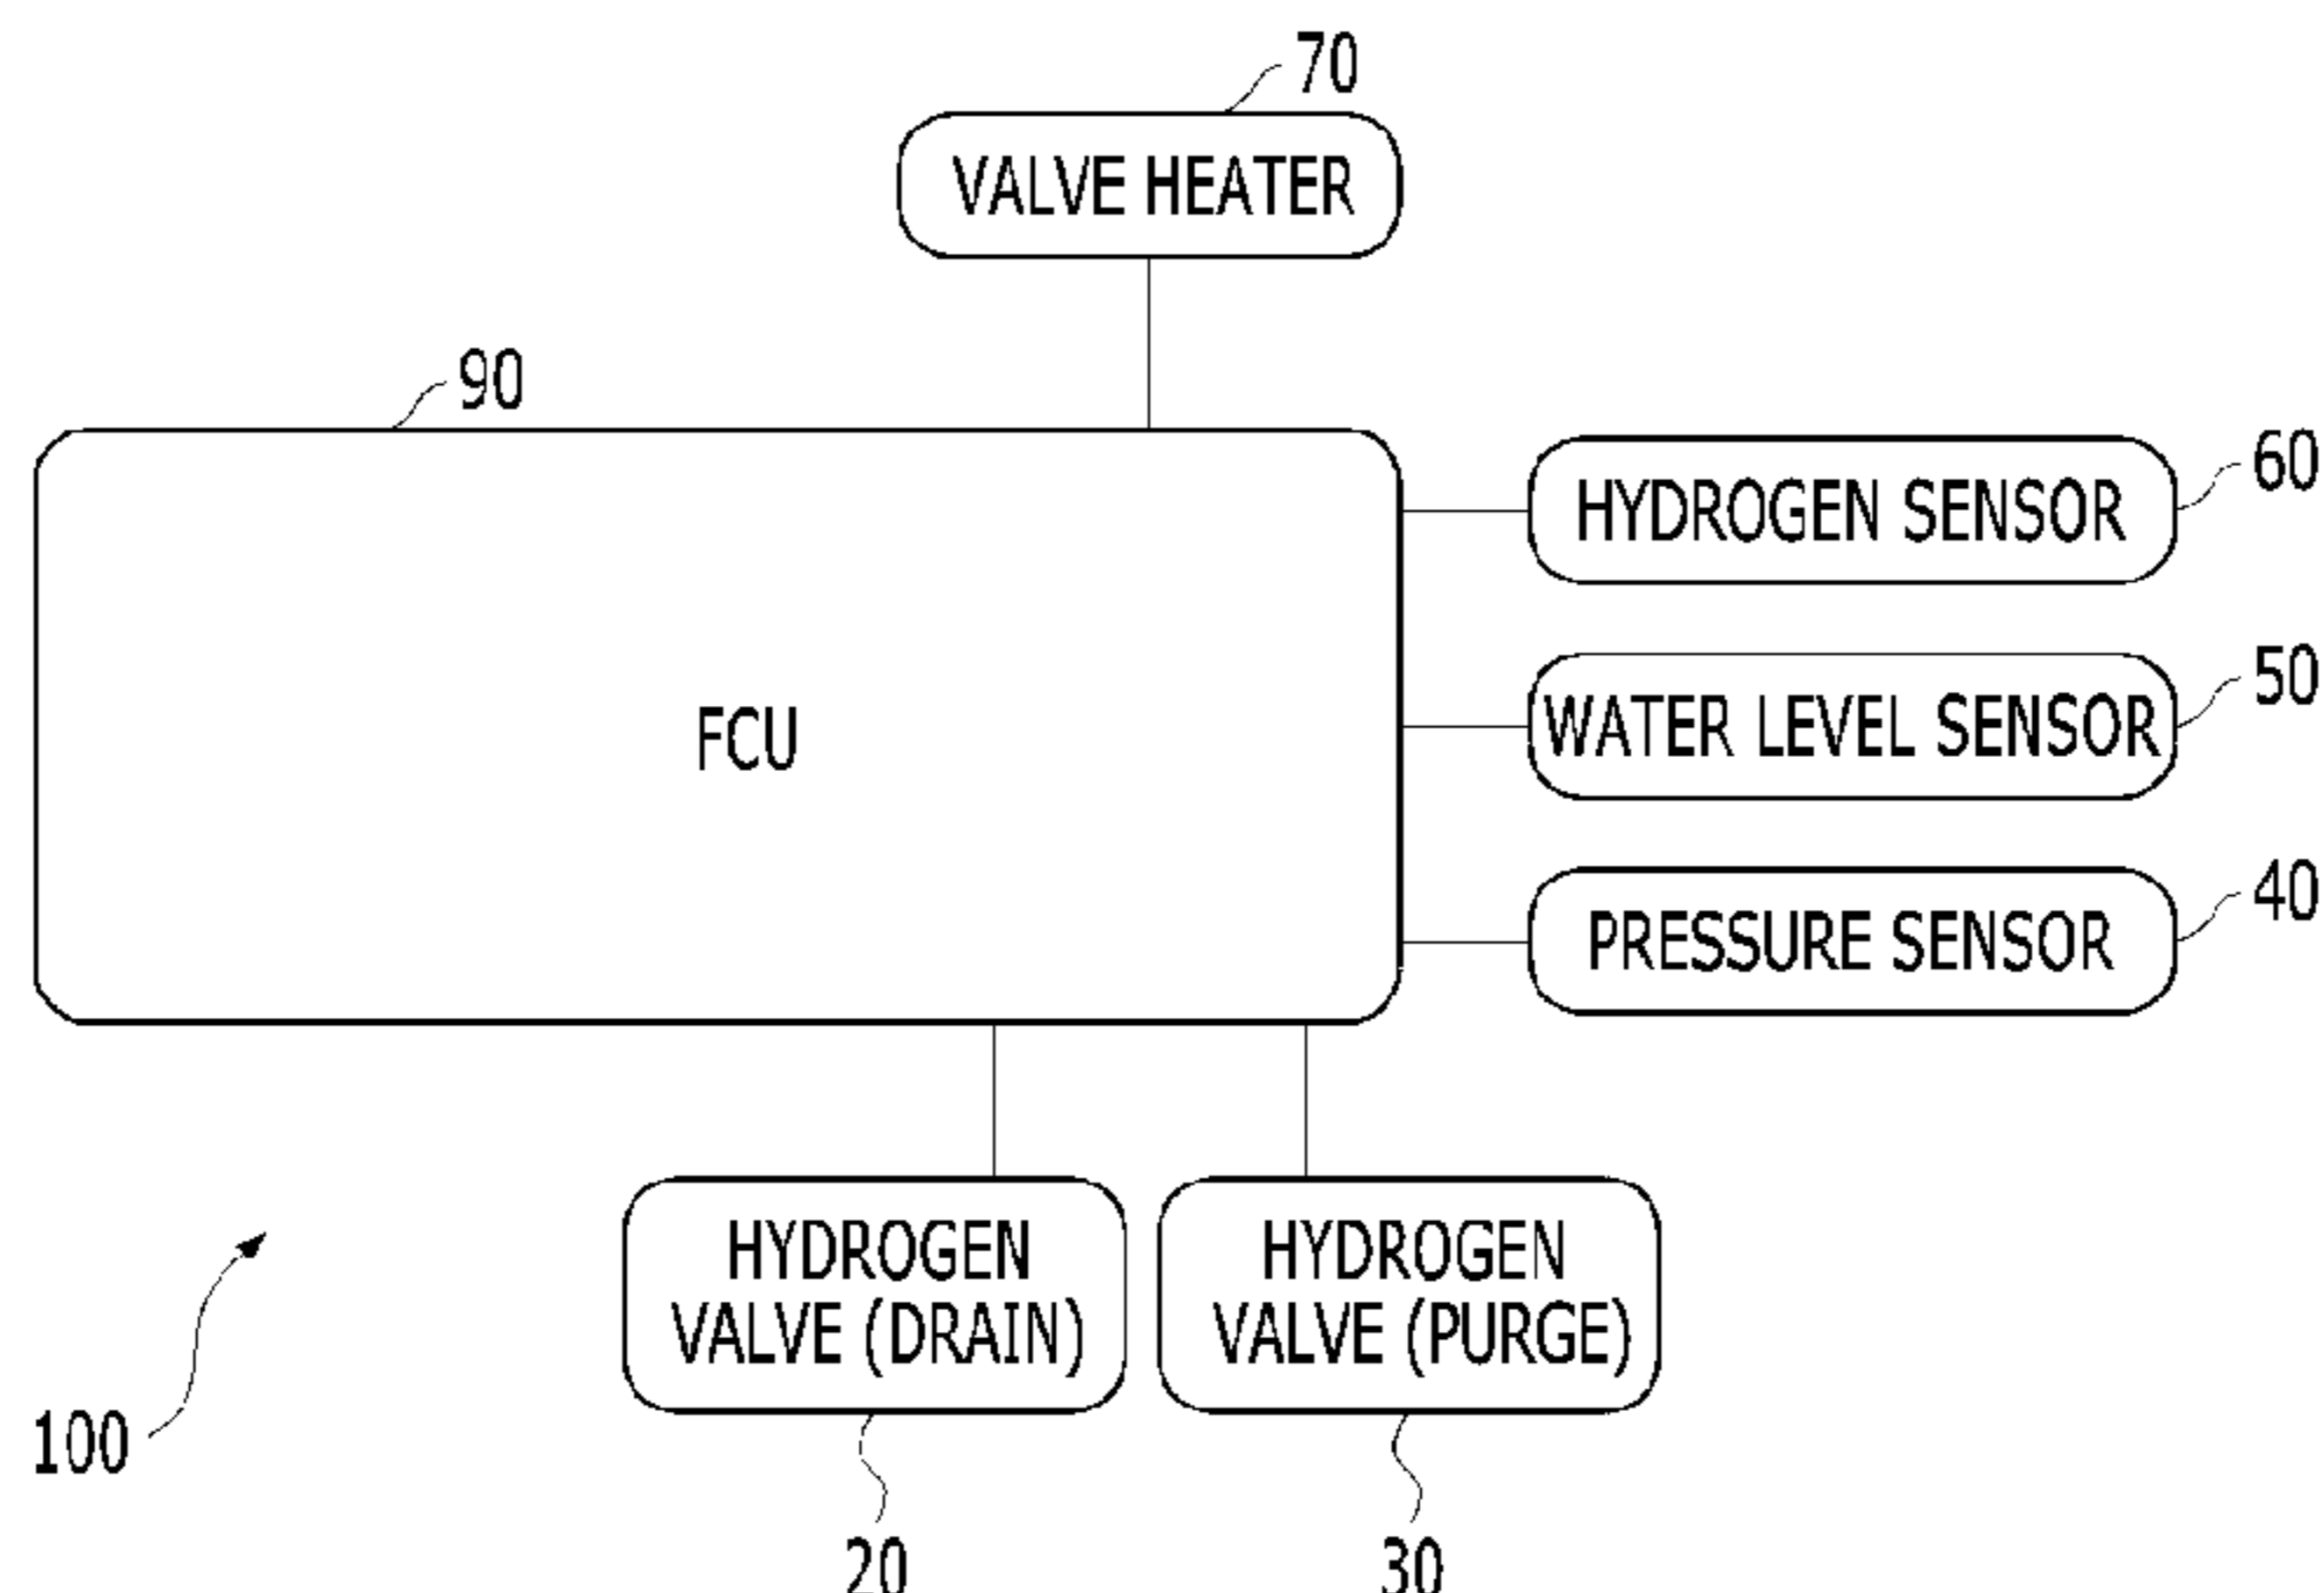 70
VALVE HEATER
90
FCU
HYDROGEN SENSOR
60
WATER LEVEL SENSOR
50
PRESSURE SENSOR
40
HYDROGEN
VALVE (DRAIN)
HYDROGEN
VALVE (PURGE)
100
20
30